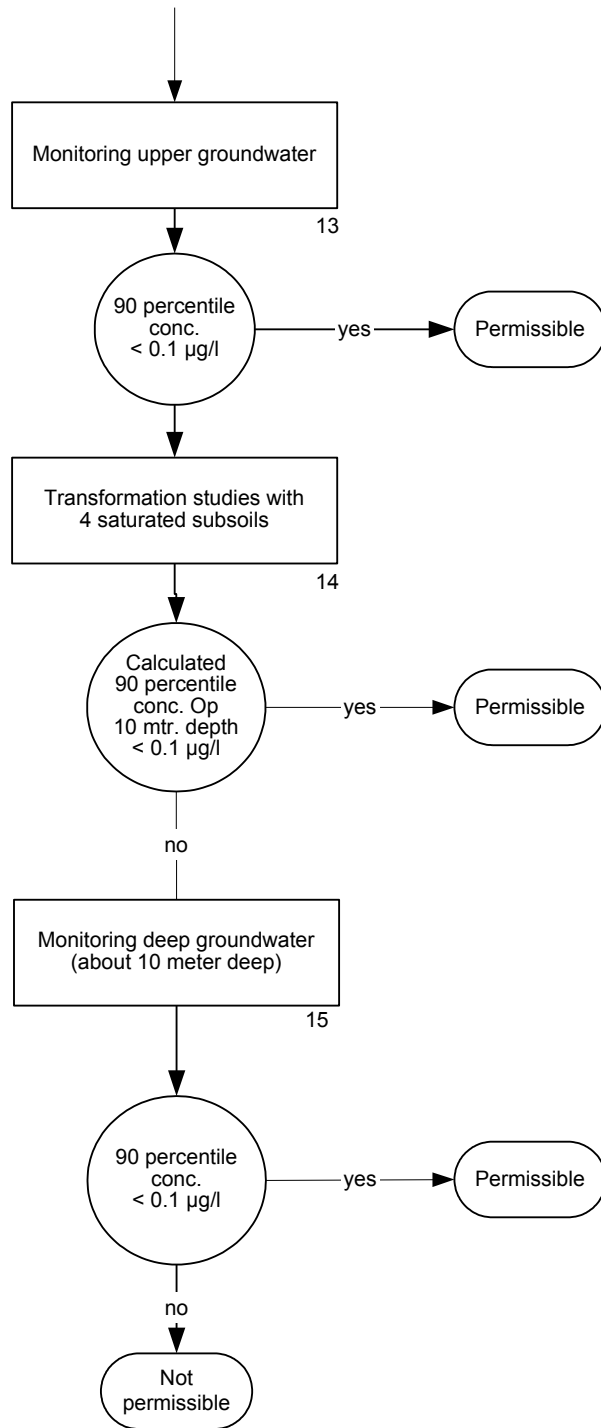 Monitoring upper groundwater
13
90 percentile
conc.
< 0.1 µg/l
yes
Permissible
Transformation studies with
4 saturated subsoils
14
Calculated
90 percentile
conc. Op
10 mtr. depth
< 0.1 µg/l
yes
Permissible
no
Monitoring deep groundwater
(about 10 meter deep)
15
90 percentile
conc.
< 0.1 µg/l
yes
Permissible
no
Not
permissible